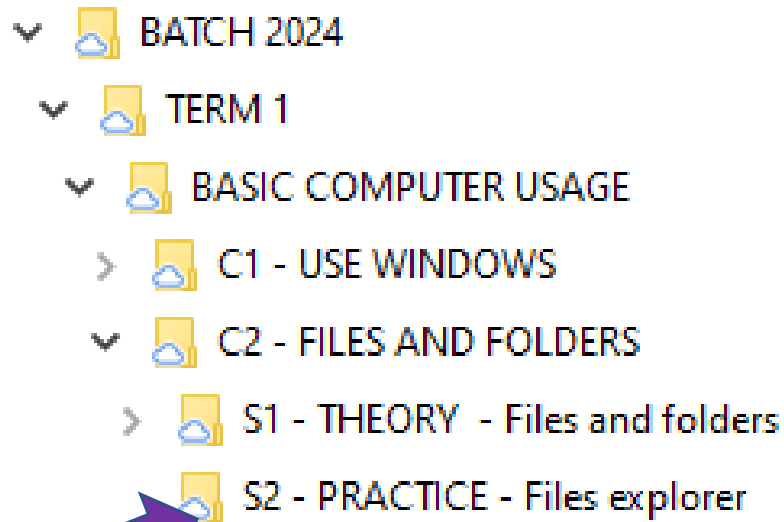 BATCH 2024
TERM 1
BASIC COMPUTER USAGE
C1 - USE WINDOWS
C2 - FILES AND FOLDERS
S1 - THEORY  - Files and folders
S2 - PRACTICE - Files explorer